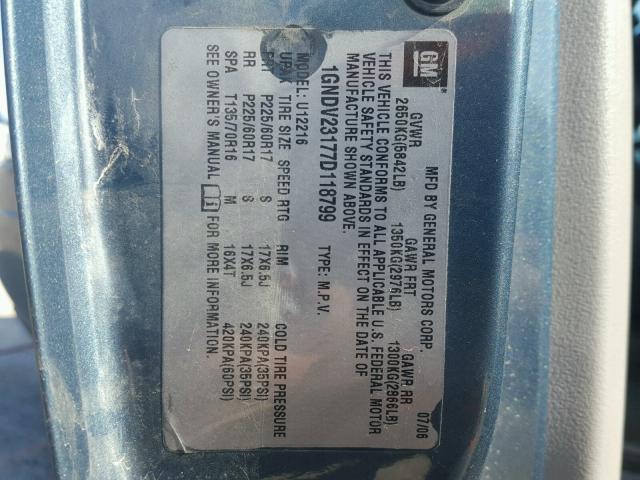 GM
MFD BY GENERAL MOTORS CORP. 07/06
GVWR GAWR FRT GAWR RR
2650KG(5842LB) 1350KG(2976LB) 1300KG(2866LB)
THIS VEHICLE CONFORMS TO ALL APPLICABLE U.S. FEDERAL MOTOR
VEHICLE SAFETY STANDARDS IN EFFECT ON THE DATE OF
MANUFACTURE SHOWN ABOVE.
1GNDV23177D118799 TYPE: M.P.V.
MODEL: U12216
TIRE SIZE SPEED RTG RIM COLD TIRE PRESSURE
FRT P225/60R17 S 17X6.5J 240KPA(35PSI)
RR P225/60R17 S 17X6.5J 240KPA(35PSI)
SPA T135/70R16 M 16X4T 420KPA(60PSI)
SEE OWNER'S MANUAL FOR MORE INFORMATION.